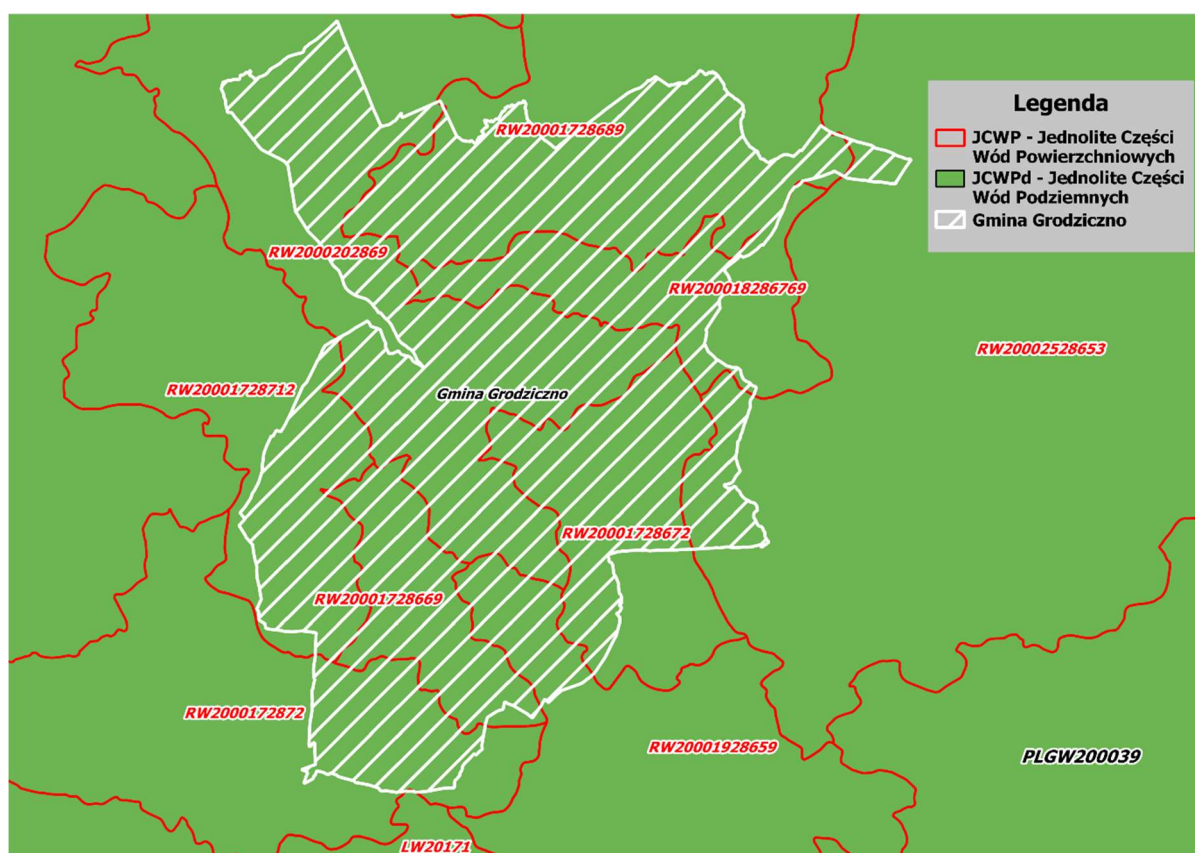 Legenda
JCWP - Jednolite Części
Wód Powierzchniowych
JCWPd - Jednolite Części
Wód Podziemnych
Gmina Grodziczno
RW20001728689
RW2000202869
RW200018286769
RW20002528653
RW20001728712
Gmina Grodziczno
RW20001728672
RW20001728669
RW2000172872
RW20001928659
PLGW200039
LW20171